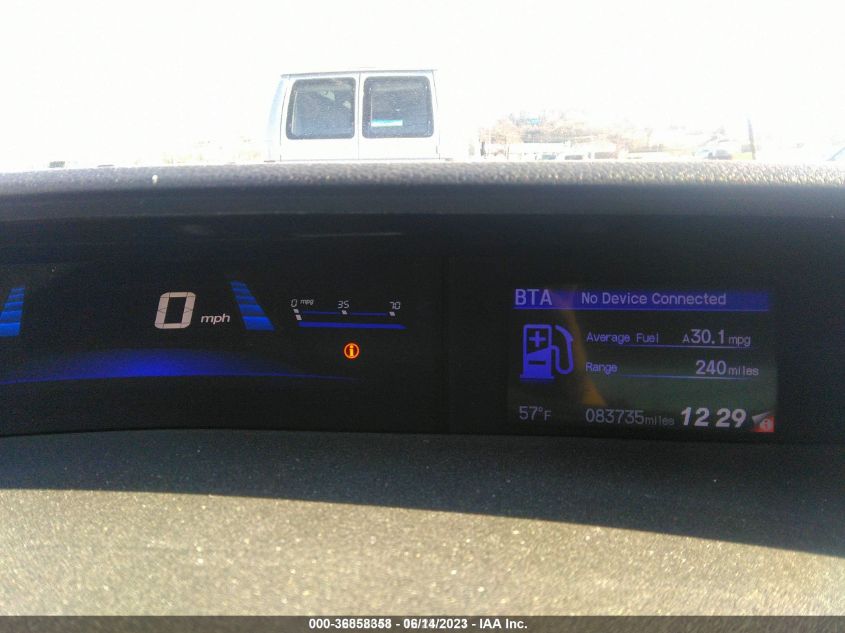 0 mph
0 mpg 35 70
BTA No Device Connected
Average Fuel A30.1 mpg
Range 240 miles
57°F 083735 miles 12 29
000-36858358 - 06/14/2023 - IAA Inc.